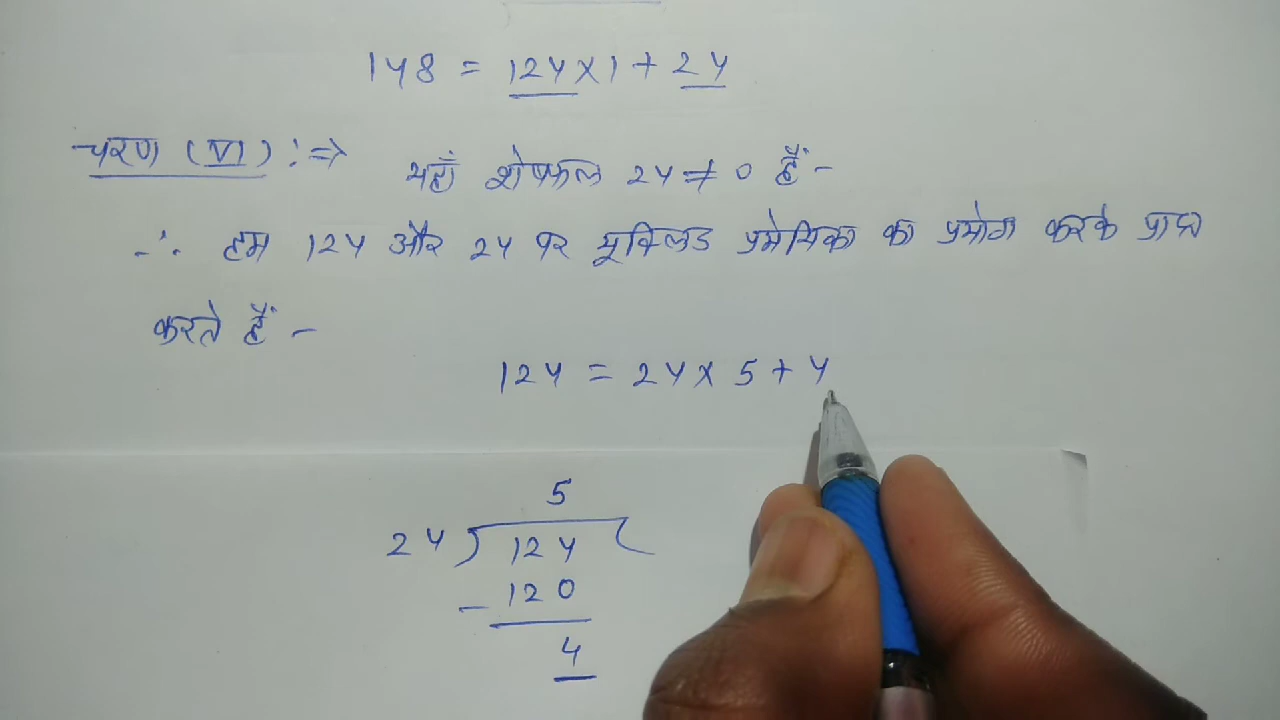 148 = 124 × 1 + 24
चरण (VI) :⇒ यहाँ शेषफल 24 ≠ 0 हैं -
∴ हम 124 और 24 पर यूक्लिड प्रमेयिका का प्रयोग करके प्राप्त
करते हैं -
124 = 24 × 5 + 4
5
24 ) 124 (
- 120
4